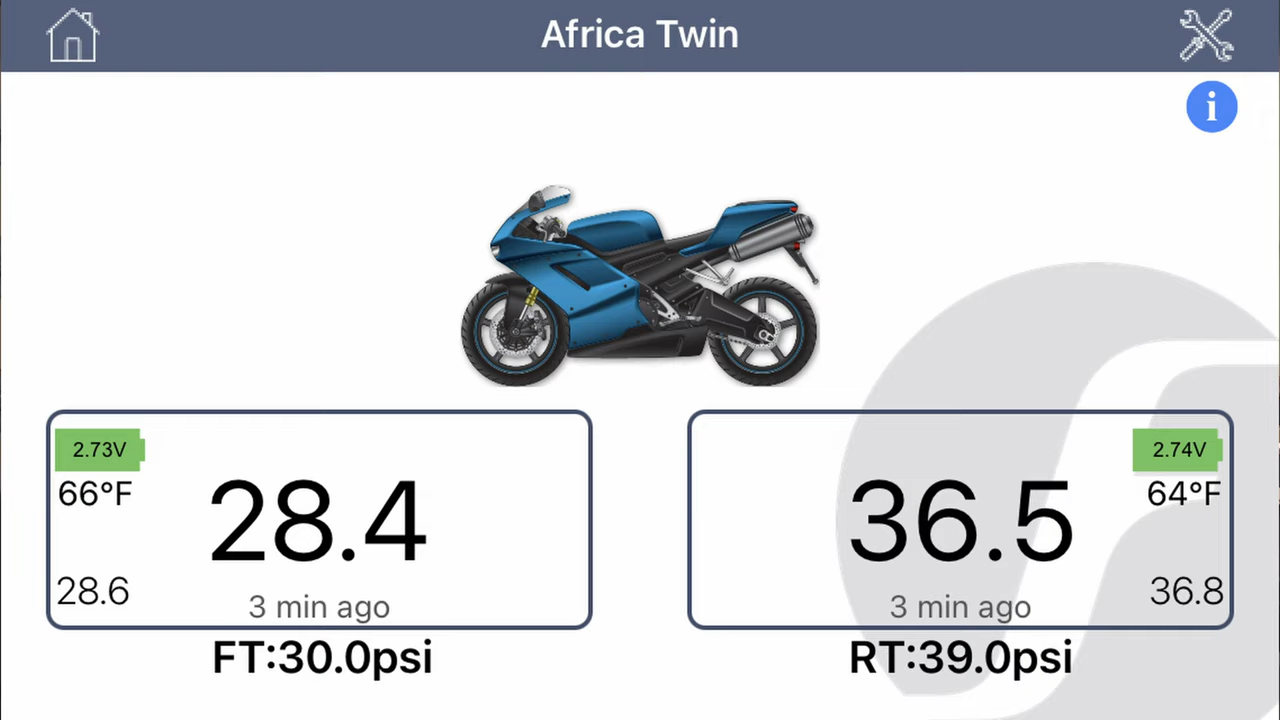 Africa Twin
i
2.73V
66°F
28.4
28.6
3 min ago
FT:30.0psi
2.74V
64°F
36.5
36.8
3 min ago
RT:39.0psi